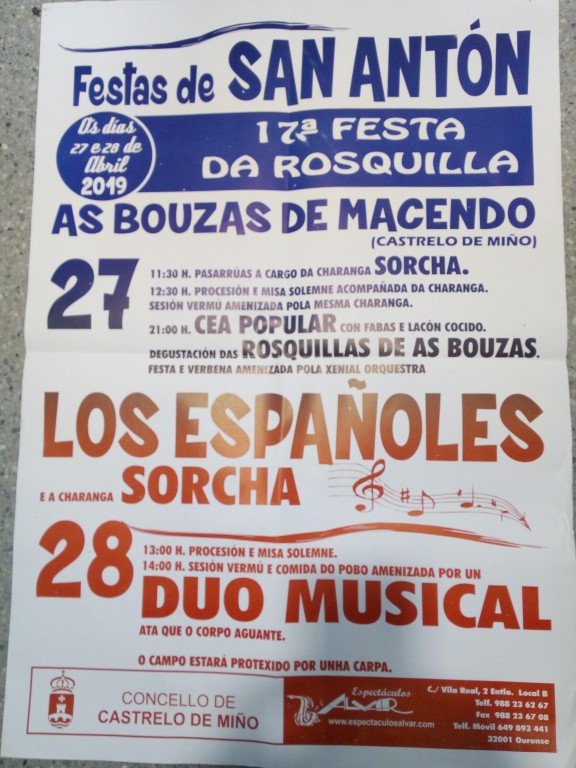 Festas de SAN ANTÓN
O's días
27 e 28 de
Abril
2019
17ª FESTA
DA ROSQUILLA
AS BOUZAS DE MACENDO
(CASTRELO DE MIÑO)
27
11:30 H. PASARRÚAS A CARGO DA CHARANGA SORCHA.
12:30 H. PROCESIÓN E MISA SOLEMNE ACOMPAÑADA DA CHARANGA.
SESIÓN VERMÚ AMENIZADA POLA MESMA CHARANGA.
21:00 H. CEA POPULAR CON FABAS E LACÓN COCIDO.
DEGUSTACIÓN DAS ROSQUILLAS DE AS BOUZAS.
FESTA E VERBENA AMENIZADA POLA XENIAL ORQUESTRA
LOS ESPAÑOLES
E A CHARANGA SORCHA
28
13:00 H. PROCESIÓN E MISA SOLEMNE.
14:00 H. SESIÓN VERMÚ E COMIDA DO POBO AMENIZADA POR UN
DUO MUSICAL
ATA QUE O CORPO AGUANTE.
O CAMPO ESTARÁ PROTEXIDO POR UNHA CARPA.
CONCELLO DE
CASTRELO DE MIÑO
Espectáculos
ALVAR
www.espectaculosalvar.com
C./ Vila Real, 2 Entlo. Local B
Telf. 988 23 62 67
Fax 988 23 67 08
Telf. Móvil 649 893 441
32001 Ourense